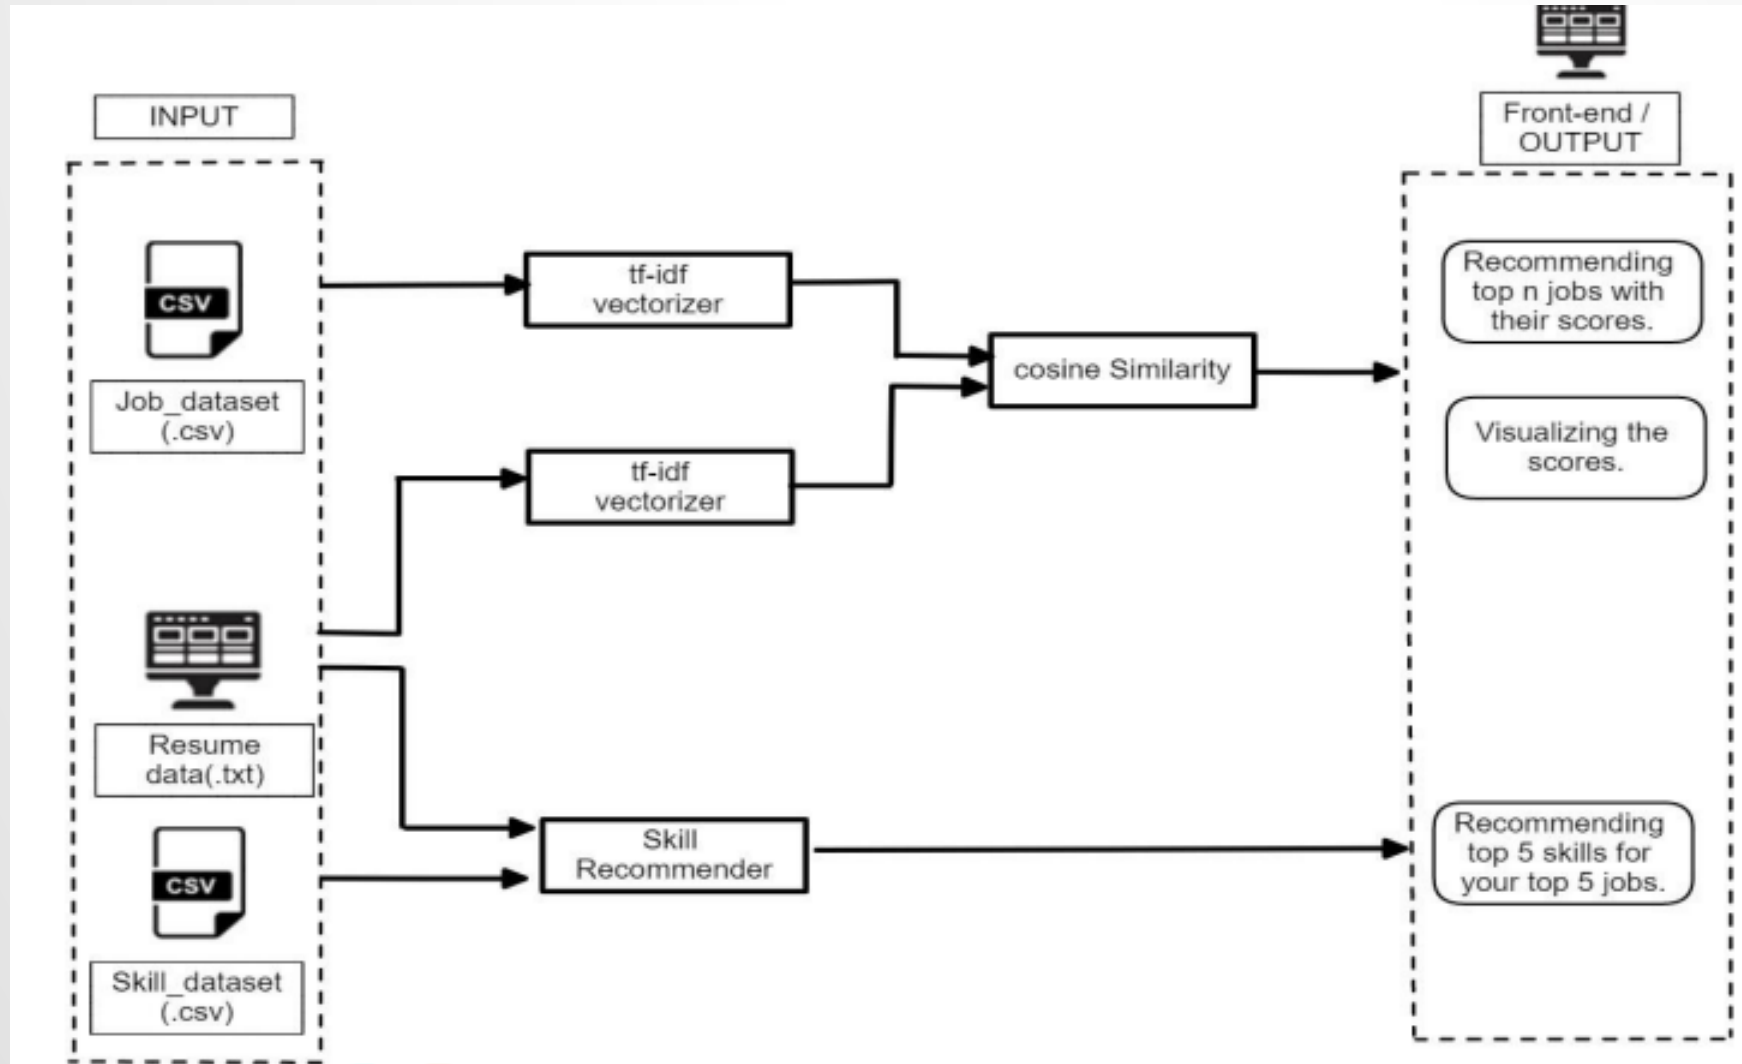 INPUT
CSV
Job_dataset
(.csv)
Resume
data(.txt)
CSV
Skill_dataset
(.csv)
tf-idf
vectorizer
tf-idf
vectorizer
cosine Similarity
Skill
Recommender
Front-end /
OUTPUT
Recommending
top n jobs with
their scores.
Visualizing the
scores.
Recommending
top 5 skills for
your top 5 jobs.